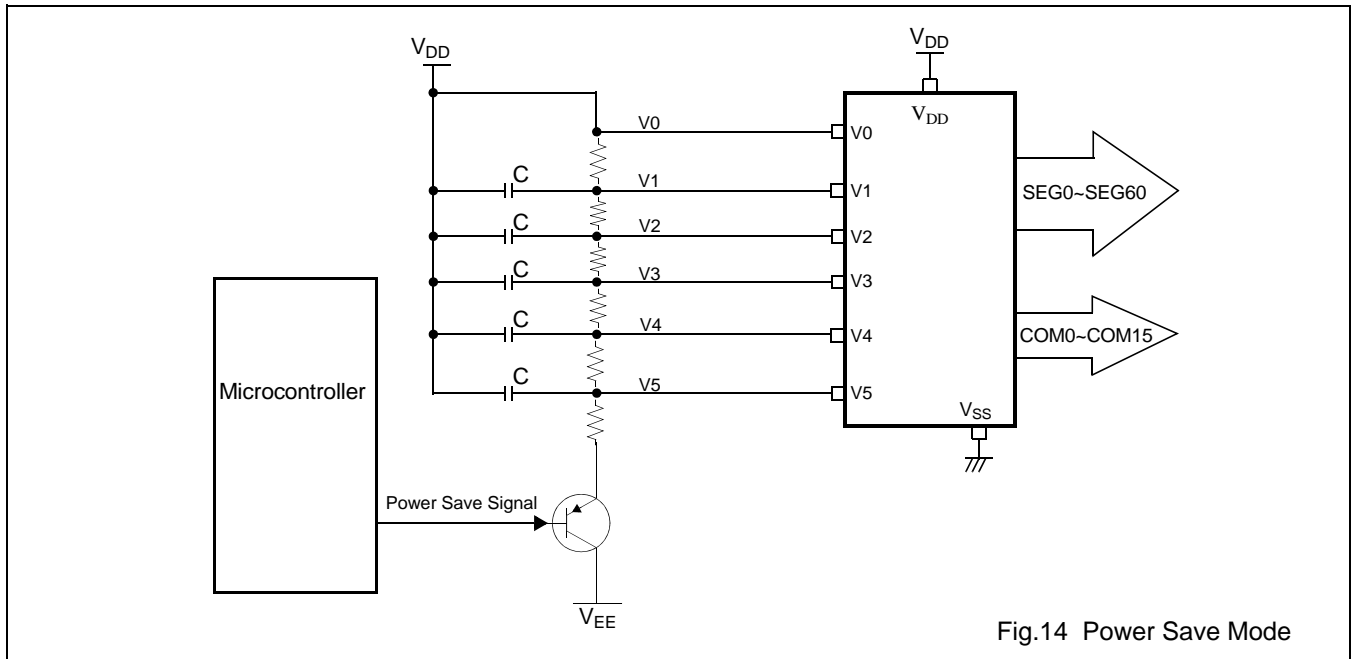 VDD
VDD
VDD
V0
V0
C
V1
V1
SEG0~SEG60
C
V2
V2
C
V3
V3
C
V4
V4
COM0~COM15
C
V5
V5
Microcontroller
VSS
Power Save Signal
VEE
Fig.14 Power Save Mode